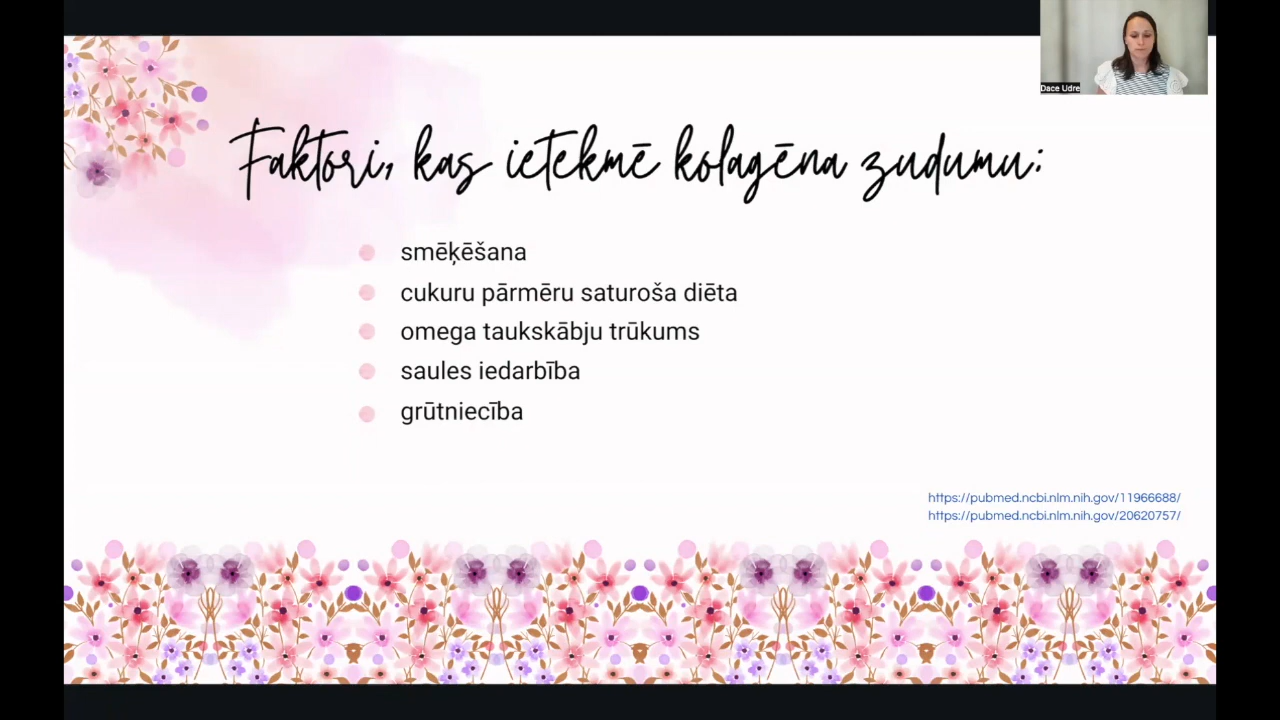 Dace Udre
Faktori, kas ietekmē kolagēna zudumu:
smēķēšana
cukuru pārmēru saturoša diēta
omega taukskābju trūkums
saules iedarbība
grūtniecība
https://pubmed.ncbi.nlm.nih.gov/11966688/
https://pubmed.ncbi.nlm.nih.gov/20620757/